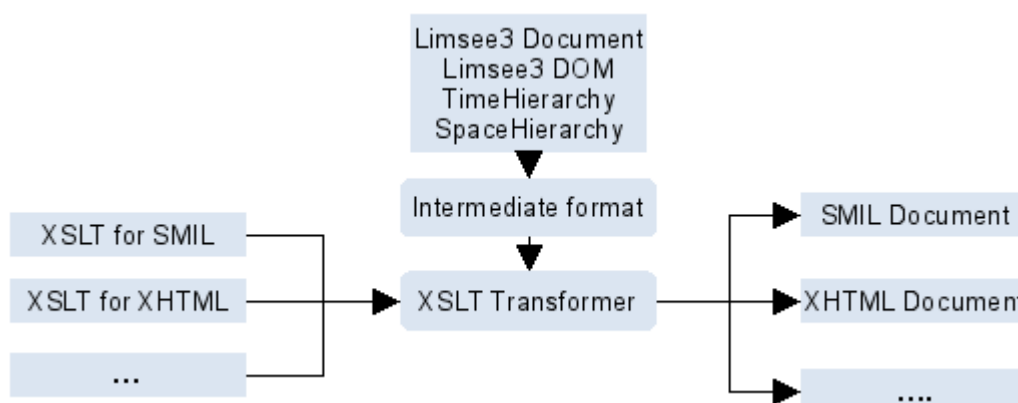 Limsee3 Document
Limsee3 DOM
TimeHierarchy
SpaceHierarchy
Intermediate format
XSLT for SMIL
SMIL Document
XSLT for XHTML
XSLT Transformer
XHTML Document
...
....